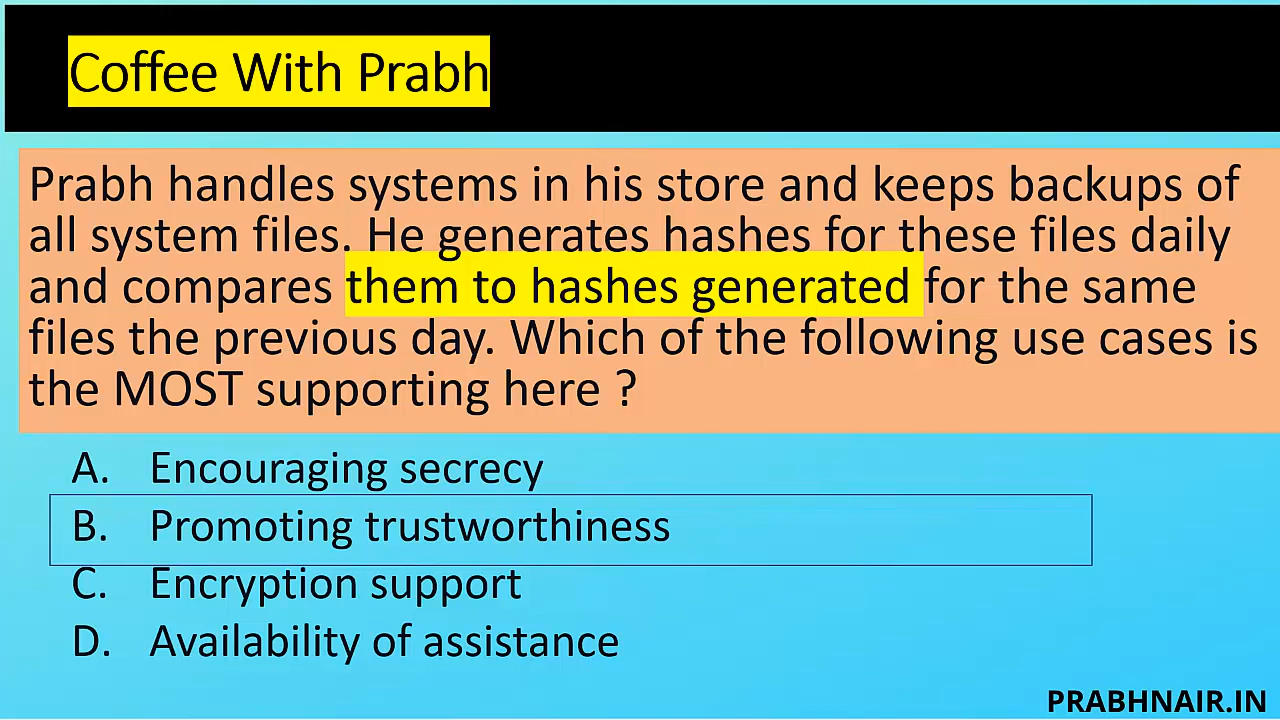 Coffee With Prabh
Prabh handles systems in his store and keeps backups of
all system files. He generates hashes for these files daily
and compares them to hashes generated for the same
files the previous day. Which of the following use cases is
the MOST supporting here ?
A. Encouraging secrecy
B. Promoting trustworthiness
C. Encryption support
D. Availability of assistance
PRABHNAIR.IN